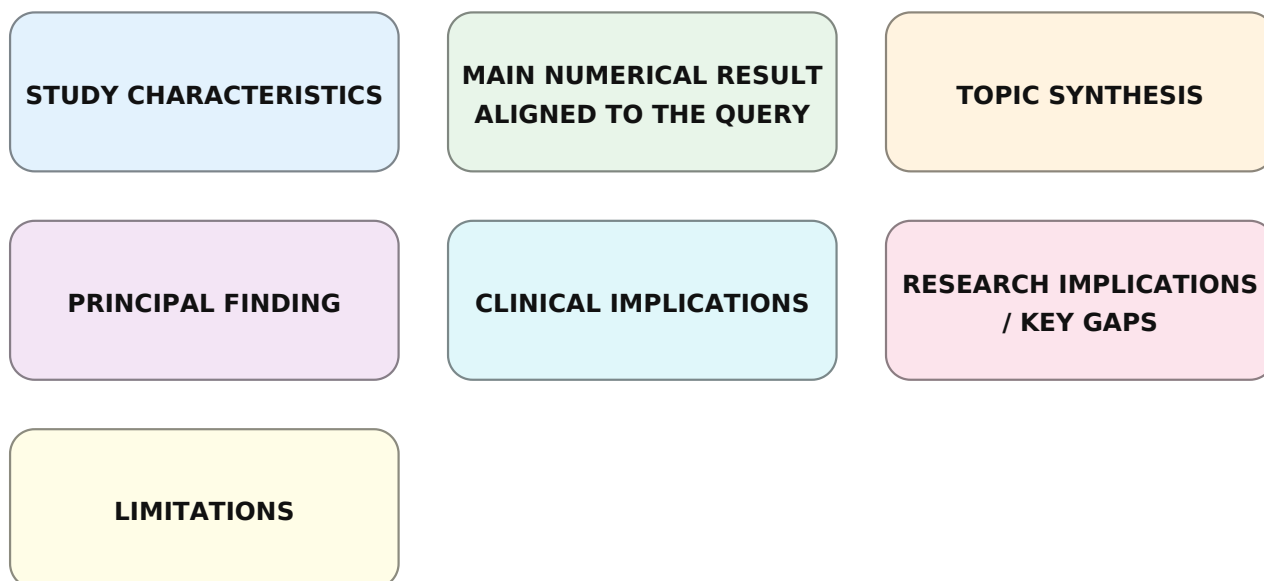 STUDY CHARACTERISTICS
MAIN NUMERICAL RESULT
ALIGNED TO THE QUERY
TOPIC SYNTHESIS
PRINCIPAL FINDING
CLINICAL IMPLICATIONS
RESEARCH IMPLICATIONS
/ KEY GAPS
LIMITATIONS